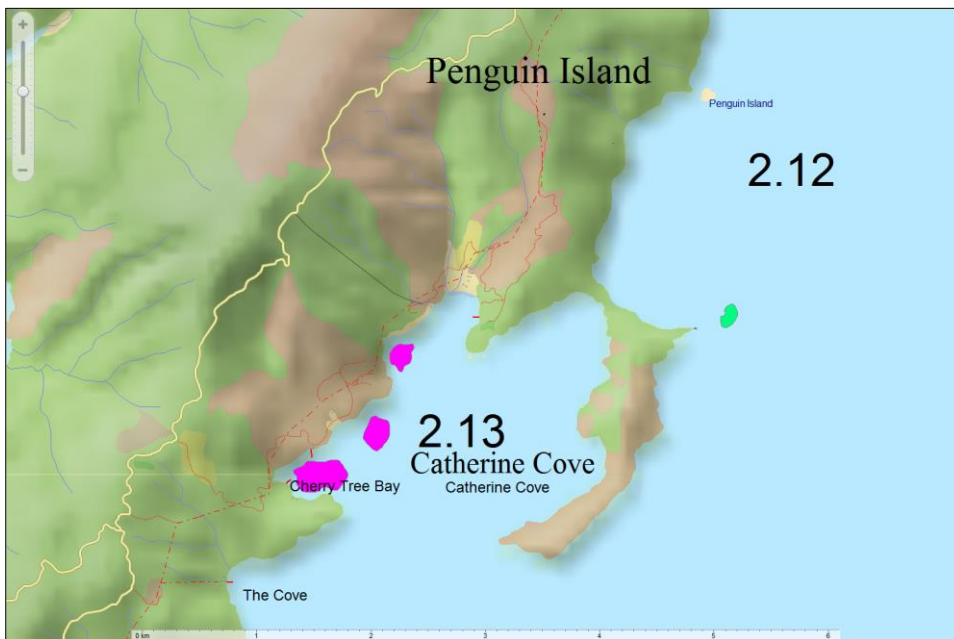 Penguin Island
Penguin Island
2.12
2.13
Catherine Cove
Catherine Cove
Cherry Tree Bay
The Cove
0 km 1 2 3 4 5 6